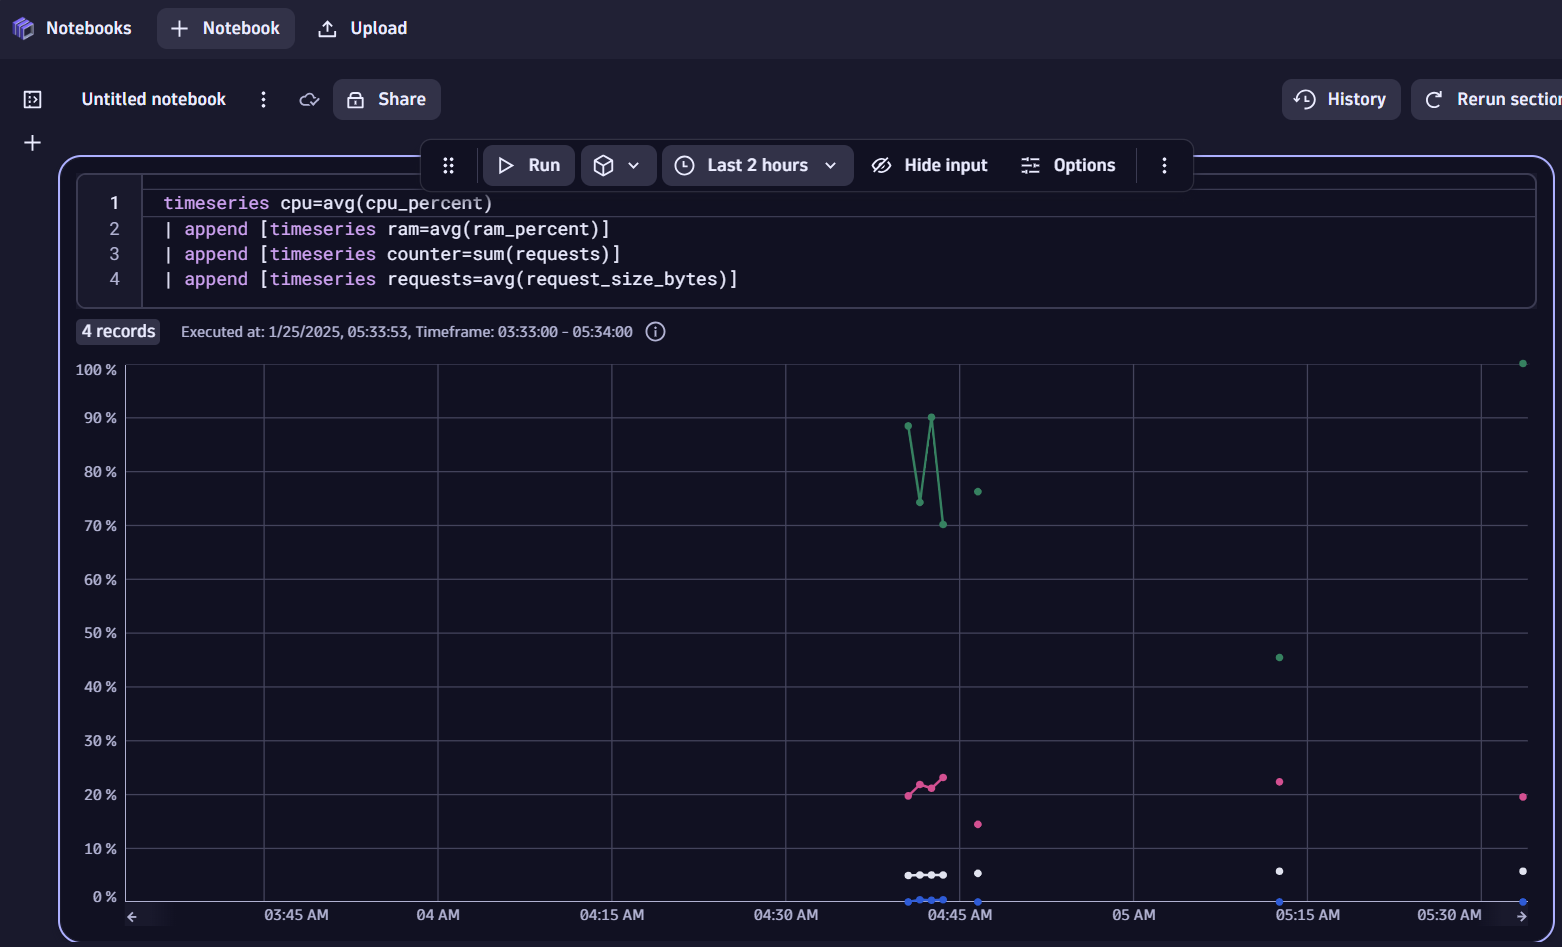 Notebooks
Notebook
Upload
Untitled notebook
Share
History
Rerun section
Run
Last 2 hours
Hide input
Options
1 timeseries cpu=avg(cpu_percent)
2 | append [timeseries ram=avg(ram_percent)]
3 | append [timeseries counter=sum(requests)]
4 | append [timeseries requests=avg(request_size_bytes)]
4 records Executed at: 1/25/2025, 05:33:53, Timeframe: 03:33:00 - 05:34:00
100 %
90 %
80 %
70 %
60 %
50 %
40 %
30 %
20 %
10 %
0 %
03:45 AM 04 AM 04:15 AM 04:30 AM 04:45 AM 05 AM 05:15 AM 05:30 AM